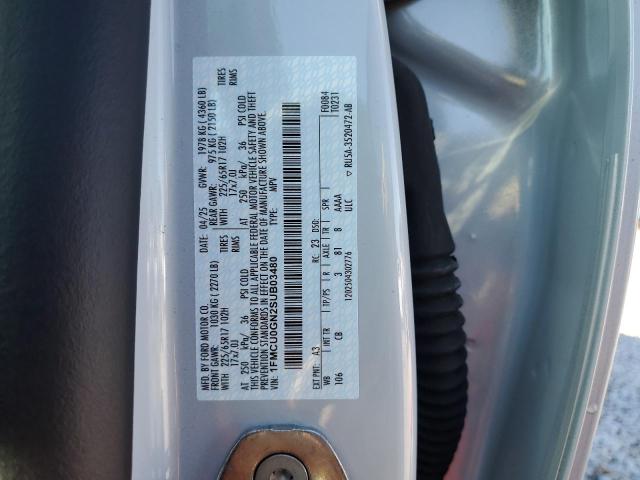 MFD. BY FORD MOTOR CO.
DATE: 04/25 GVWR: 1978 KG ( 4360 LB)
FRONT GAWR: 1030 KG ( 2270 LB) REAR GAWR: 975 KG ( 2150 LB)
WITH 225/65R17 102H TIRES WITH 225/65R17 102H TIRES
17x7.0J RIMS 17x7.0J RIMS
AT 250 kPa/ 36 PSI COLD AT 250 kPa/ 36 PSI COLD
THIS VEHICLE CONFORMS TO ALL APPLICABLE FEDERAL MOTOR VEHICLE SAFETY AND THEFT
PREVENTION STANDARDS IN EFFECT ON THE DATE OF MANUFACTURE SHOWN ABOVE.
VIN: 1FMCU0GN2SUB03480 TYPE: MPV
F0084
T0231
EXT PNT: A3 RC: 23 DSO:
WB INT TR TP/PS R AXLE TR SPR
106 CB 3 81 8 AAAA
1202504302276 ULC ▽ RU5A-3520472-AB